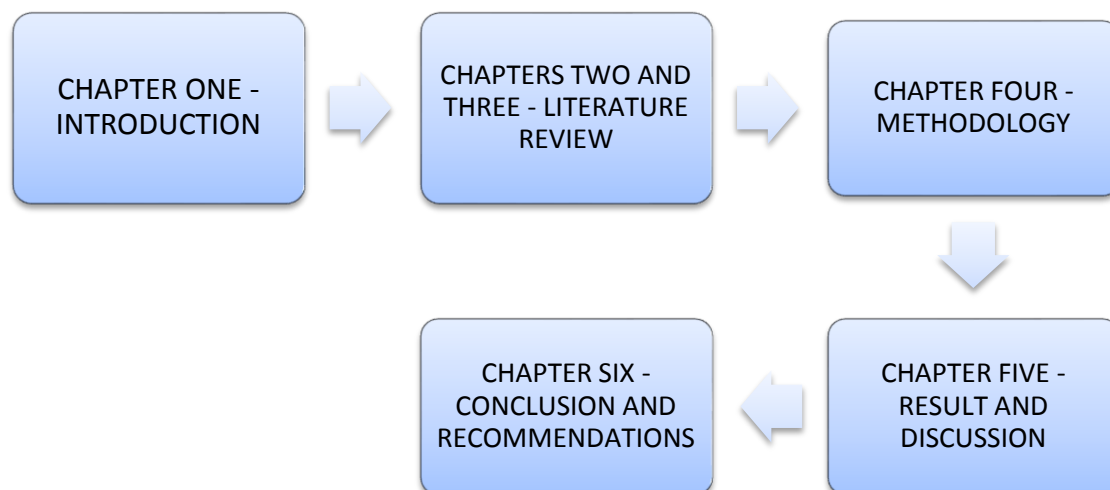 CHAPTER ONE -
INTRODUCTION
CHAPTERS TWO AND
THREE - LITERATURE
REVIEW
CHAPTER FOUR -
METHODOLOGY
CHAPTER FIVE -
RESULT AND
DISCUSSION
CHAPTER SIX -
CONCLUSION AND
RECOMMENDATIONS